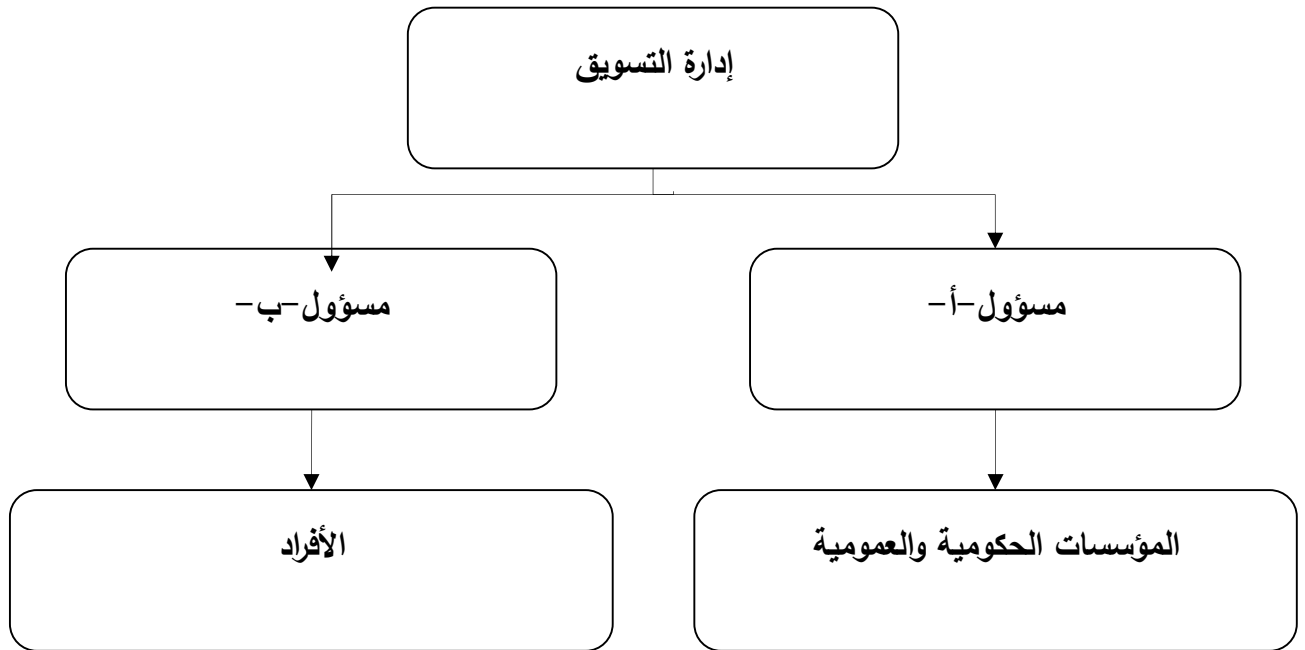 إدارة التسويق
مسؤول-أ-
مسؤول-ب-
المؤسسات الحكومية والعمومية
الأفراد